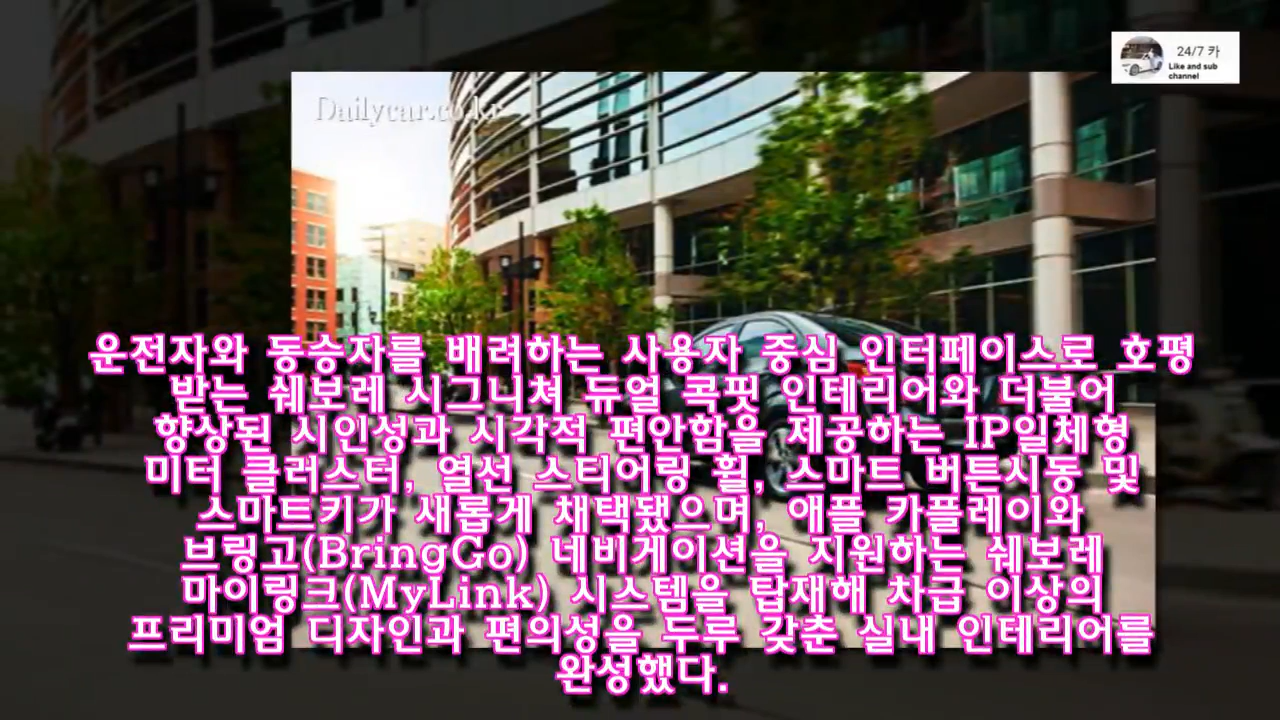 24/7 카
Like and sub
channel
Dailycar.co.kr
운전자와 동승자를 배려하는 사용자 중심 인터페이스로 호평
받는 쉐보레 시그니쳐 듀얼 콕핏 인테리어와 더불어
향상된 시인성과 시각적 편안함을 제공하는 IP일체형
미터 클러스터, 열선 스티어링 휠, 스마트 버튼시동 및
스마트키가 새롭게 채택됐으며, 애플 카플레이와
브링고(BringGo) 네비게이션을 지원하는 쉐보레
마이링크(MyLink) 시스템을 탑재해 차급 이상의
프리미엄 디자인과 편의성을 두루 갖춘 실내 인테리어를
완성했다.